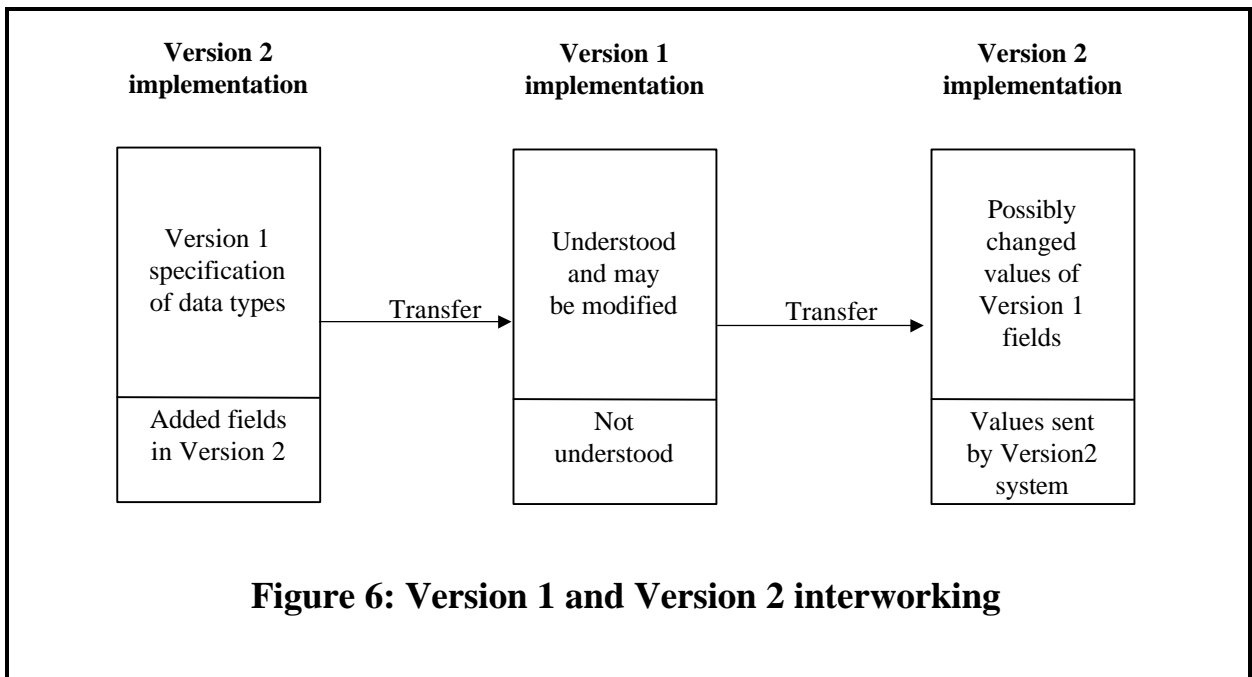 Version 2
implementation
Version 1
implementation
Version 2
implementation
Version 1
specification
of data types
Transfer
Understood
and may
be modified
Transfer
Possibly
changed
values of
Version 1
fields
Added fields
in Version 2
Not
understood
Values sent
by Version2
system
Figure 6: Version 1 and Version 2 interworking